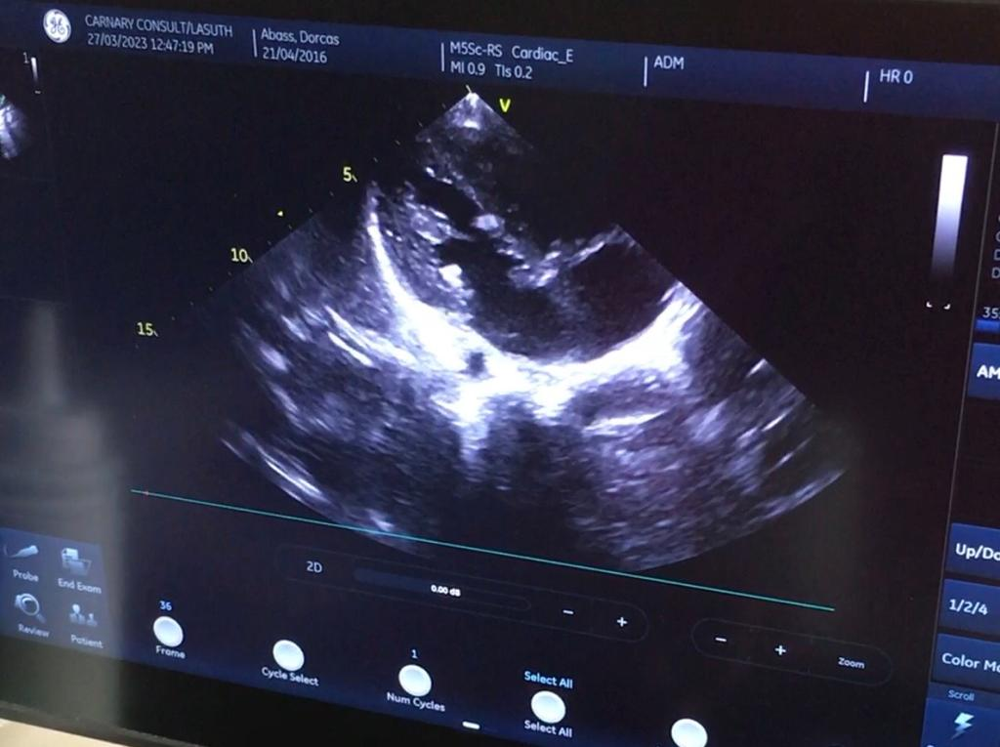 CARNARY CONSULT/LASUTH
27/03/2023 12:47:19 PM
Abass, Dorcas
21/04/2016
M5Sc-RS Cardiac_E
MI 0.9 TIs 0.2
ADM
HR 0
1
V
5
10
15
35
AM
Up/Do
1/2/4
Color Mo
Scroll
Probe
End Exam
Review
Patient
2D
0.00 dB
- +
- + Zoom
36
Frame
Cycle Select
1
Num Cycles
Select All
Select All